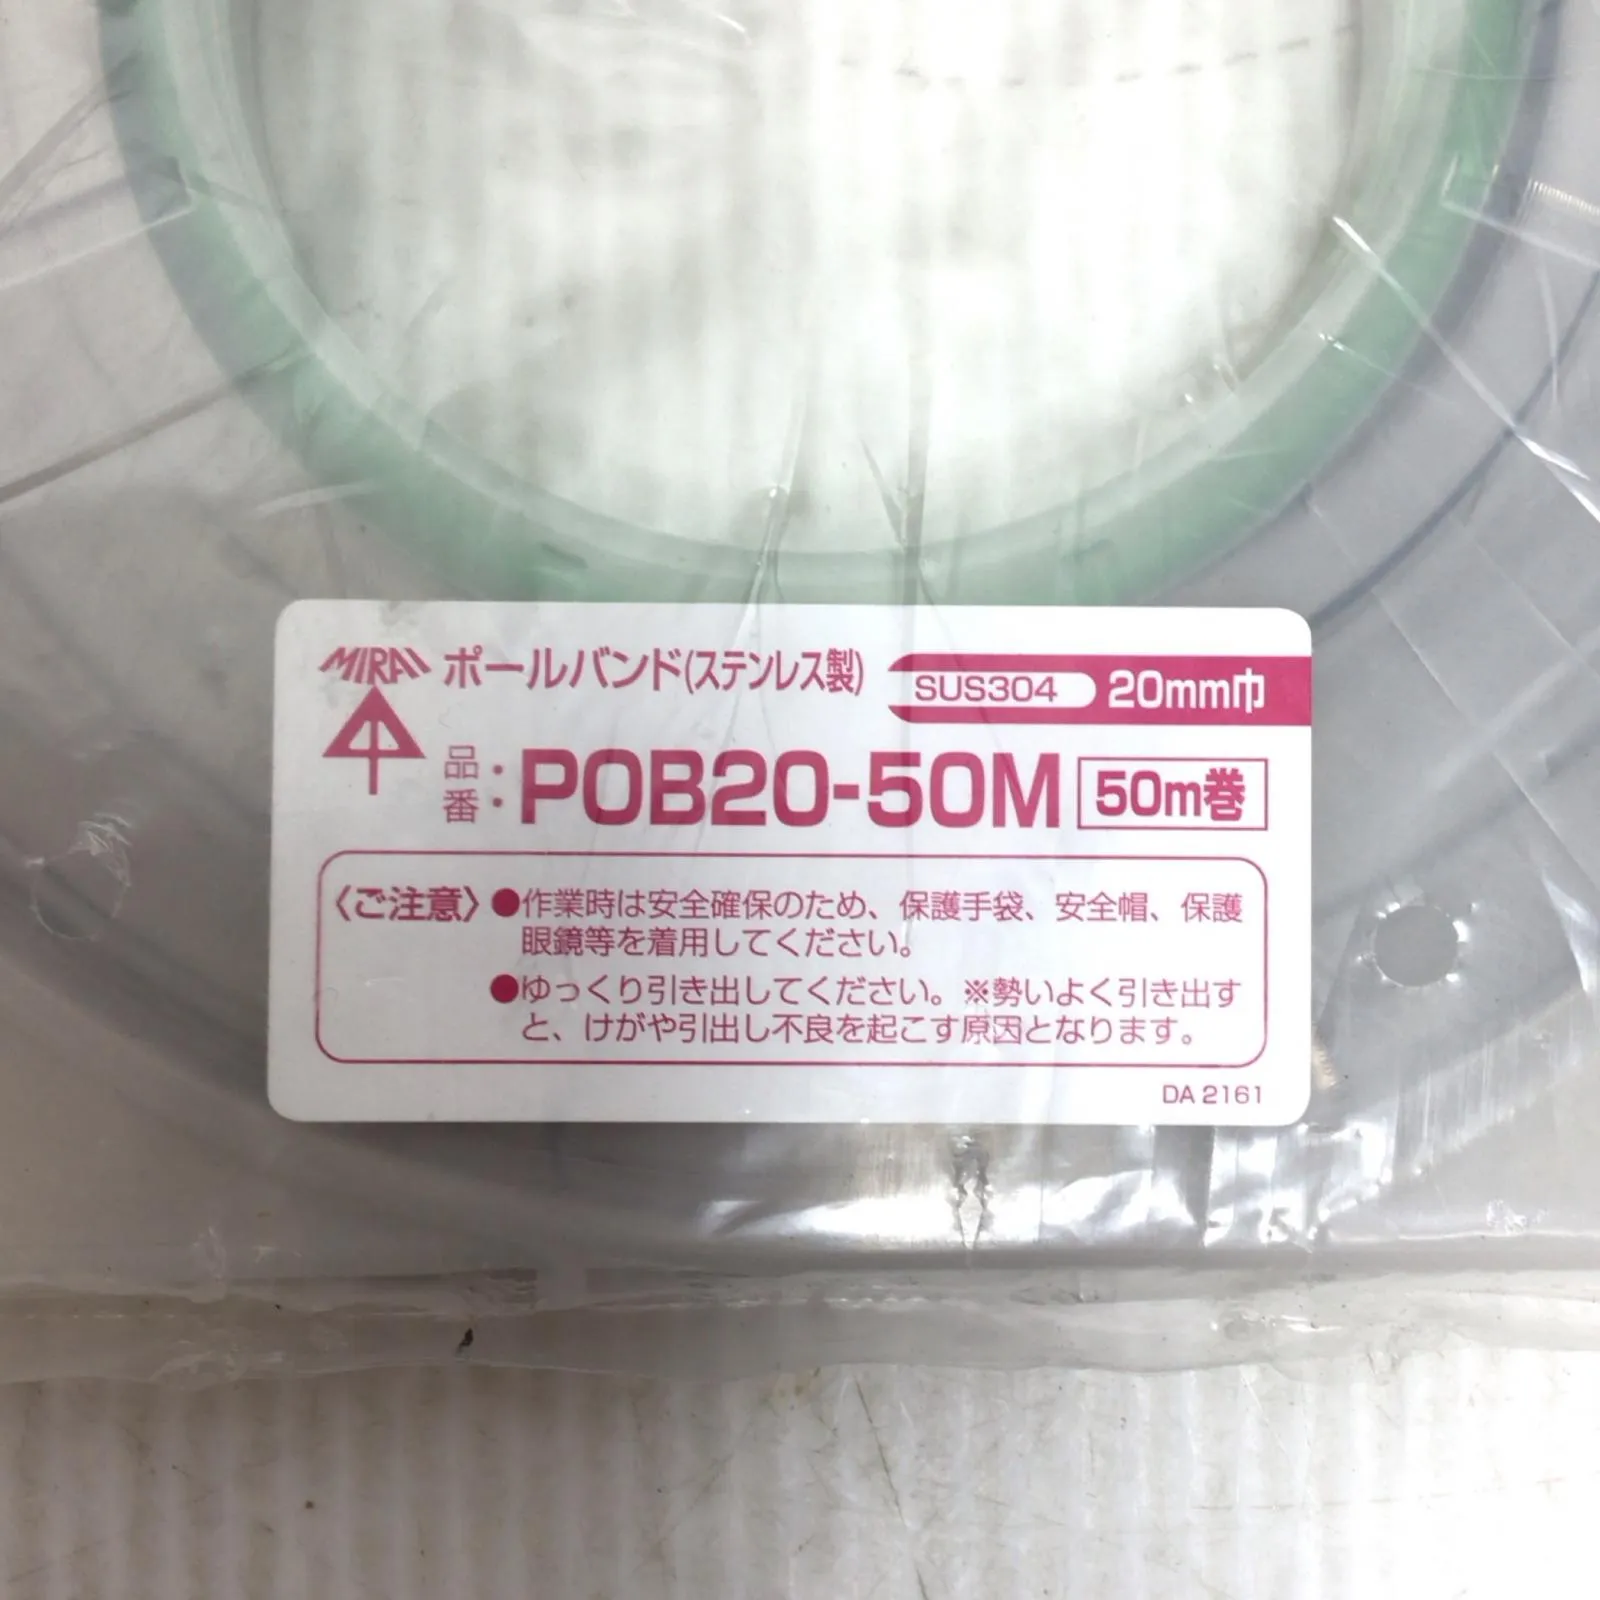 MIRAI
ポールバンド(ステンレス製)
SUS304 20mm巾
品番:POB20-50M 50m巻
〈ご注意〉●作業時は安全確保のため、保護手袋、安全帽、保護
眼鏡等を着用してください。
●ゆっくり引き出してください。※勢いよく引き出す
と、けがや引出し不良を起こす原因となります。
DA 2161